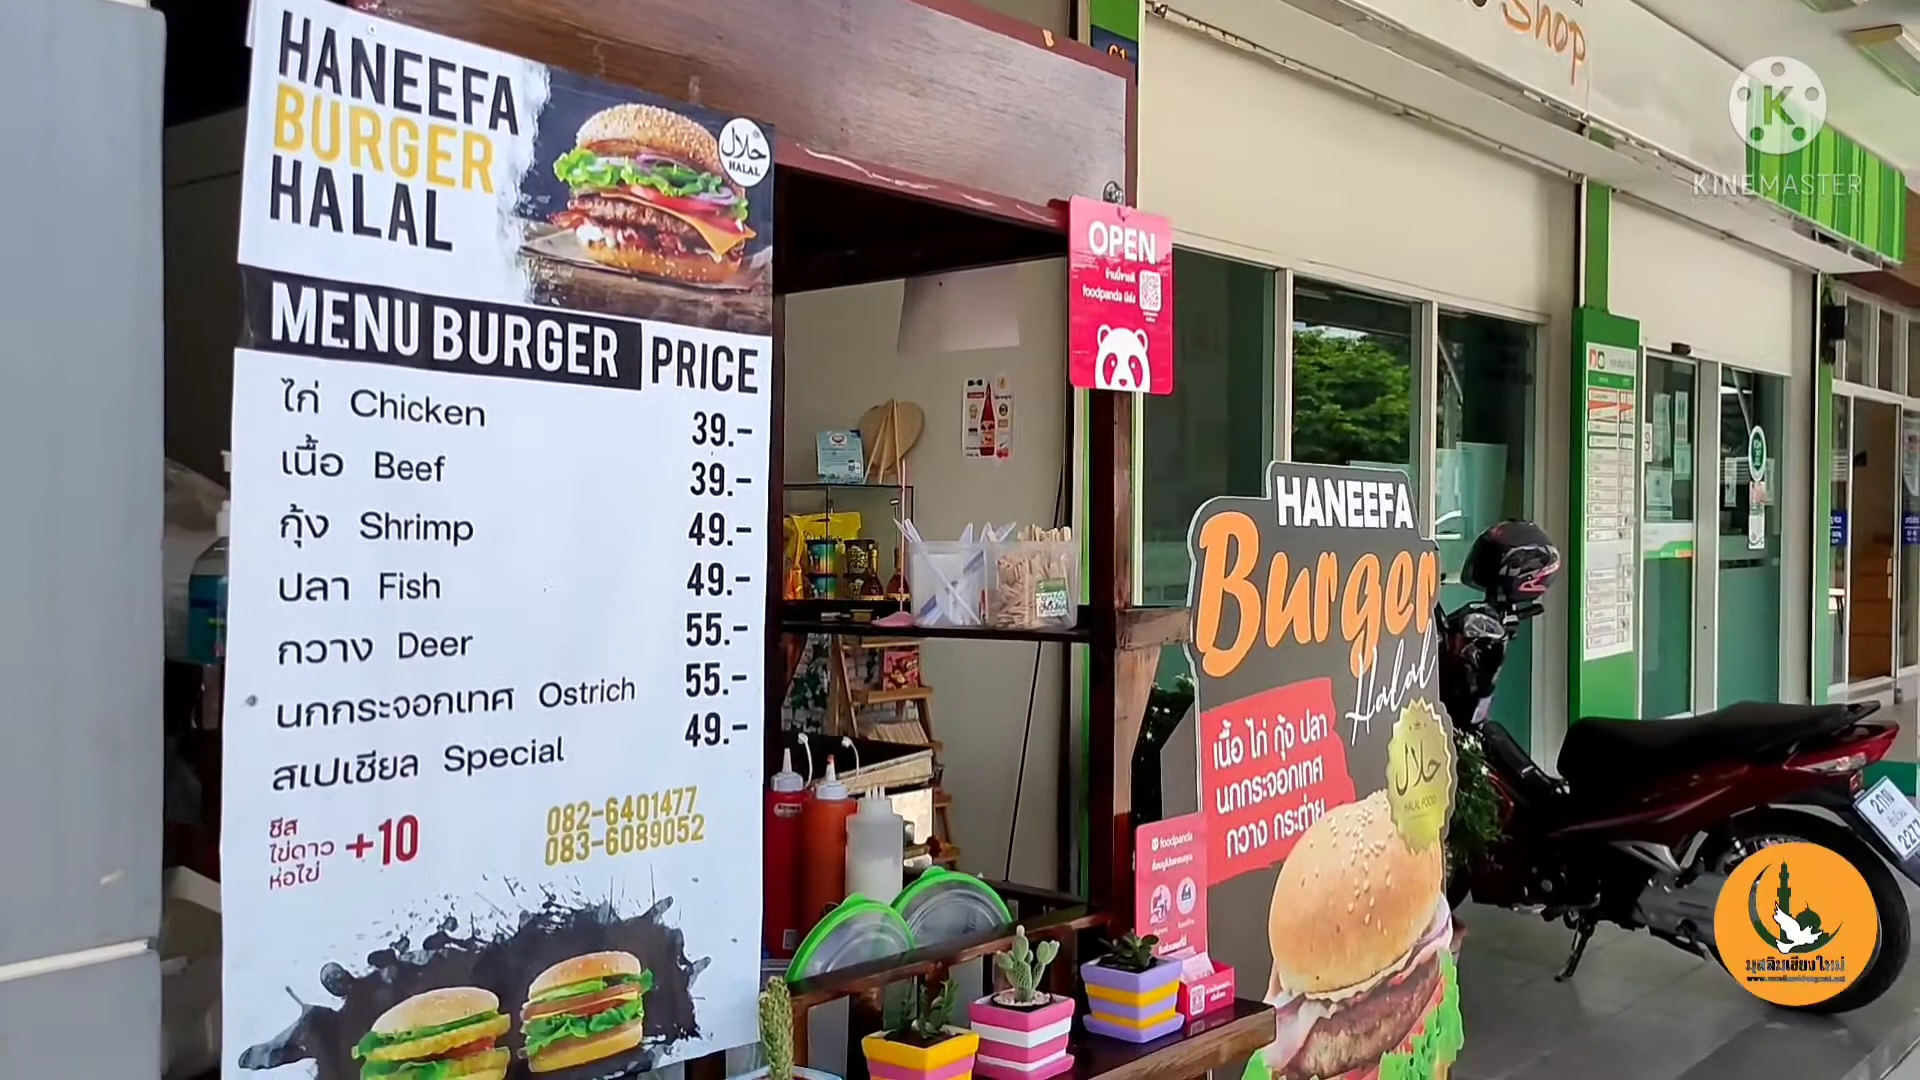 HANEEFA
BURGER
HALAL
حلال
HALAL
MENU BURGER PRICE
ไก่ Chicken 39.-
เนื้อ Beef 39.-
กุ้ง Shrimp 49.-
ปลา Fish 49.-
กวาง Deer 55.-
นกกระจอกเทศ Ostrich 55.-
สเปเชียล Special 49.-
ชีส
ไข่ดาว +10
ห่อไข่
082-6401477
083-6089052
OPEN
foodpanda
HANEEFA
Burger
Halal
เนื้อ ไก่ กุ้ง ปลา
นกกระจอกเทศ
กวาง กระต่าย
حلال
HALAL FOOD
foodpanda
Shop
K
KINEMASTER
มุสลิมเชียงใหม่